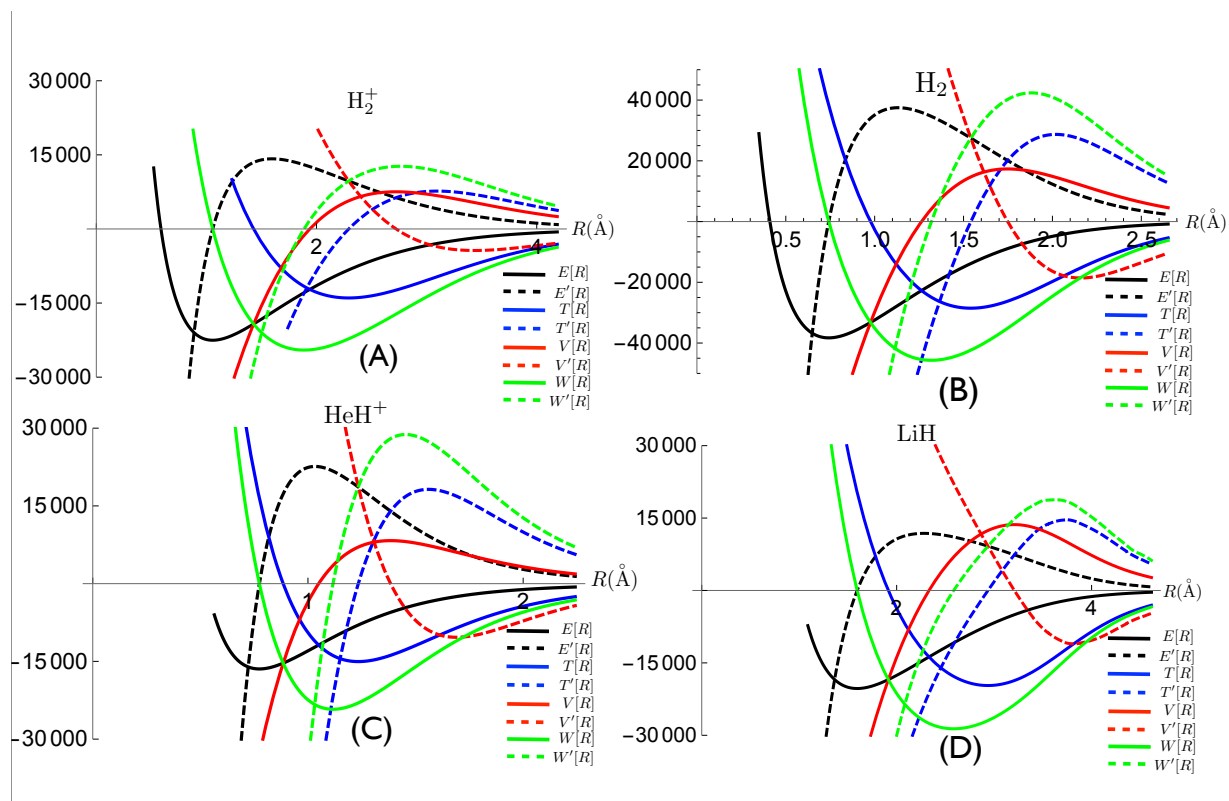 H₂⁺
30 000
15 000
−15 000
−30 000
2
4
R(Å)
E[R]
E′[R]
T[R]
T′[R]
V[R]
V′[R]
W[R]
W′[R]
(A)
H₂
40 000
20 000
0
−20 000
−40 000
0.5
1.0
1.5
2.0
2.5
R(Å)
E[R]
E′[R]
T[R]
T′[R]
V[R]
V′[R]
W[R]
W′[R]
(B)
HeH⁺
30 000
15 000
−15 000
−30 000
1
2
R(Å)
E[R]
E′[R]
T[R]
T′[R]
V[R]
V′[R]
W[R]
W′[R]
(C)
LiH
30 000
15 000
−15 000
−30 000
2
4
R(Å)
E[R]
E′[R]
T[R]
T′[R]
V[R]
V′[R]
W[R]
W′[R]
(D)